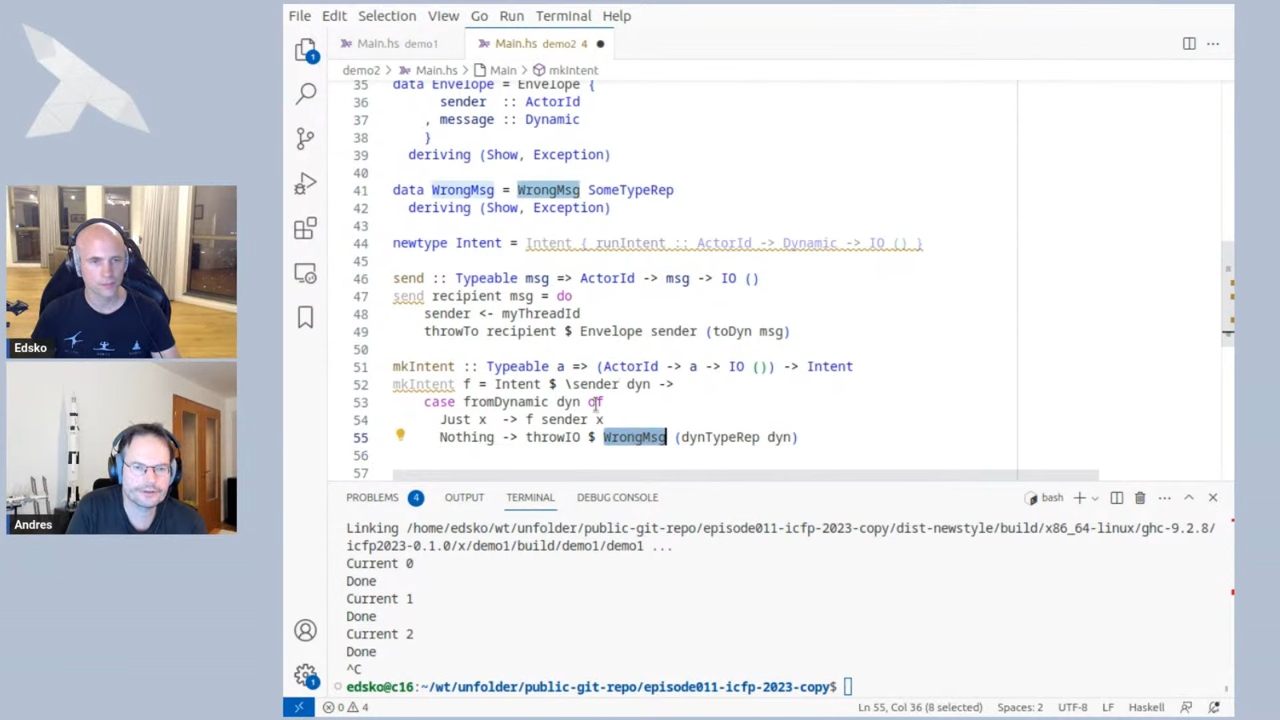 File Edit Selection View Go Run Terminal Help
Main.hs demo1
Main.hs demo2 4
demo2 > Main.hs > Main > mkIntent
35 data Envelope = Envelope {
36 sender :: ActorId
37 , message :: Dynamic
38 }
39 deriving (Show, Exception)
40
41 data WrongMsg = WrongMsg SomeTypeRep
42 deriving (Show, Exception)
43
44 newtype Intent = Intent { runIntent :: ActorId -> Dynamic -> IO () }
45
46 send :: Typeable msg => ActorId -> msg -> IO ()
47 send recipient msg = do
48 sender <- myThreadId
49 throwTo recipient $ Envelope sender (toDyn msg)
50
51 mkIntent :: Typeable a => (ActorId -> a -> IO ()) -> Intent
52 mkIntent f = Intent $ \sender dyn ->
53 case fromDynamic dyn of
54 Just x -> f sender x
55 Nothing -> throwIO $ WrongMsg (dynTypeRep dyn)
56
57
PROBLEMS 4 OUTPUT TERMINAL DEBUG CONSOLE bash
Linking /home/edsko/wt/unfolder/public-git-repo/episode011-icfp-2023-copy/dist-newstyle/build/x86_64-linux/ghc-9.2.8/
icfp2023-0.1.0/x/demo1/build/demo1/demo1 ...
Current 0
Done
Current 1
Done
Current 2
Done
^C
edsko@c16:~/wt/unfolder/public-git-repo/episode011-icfp-2023-copy$
0 4 Ln 55, Col 36 (8 selected) Spaces: 2 UTF-8 LF Haskell
1
1
Edsko
Andres